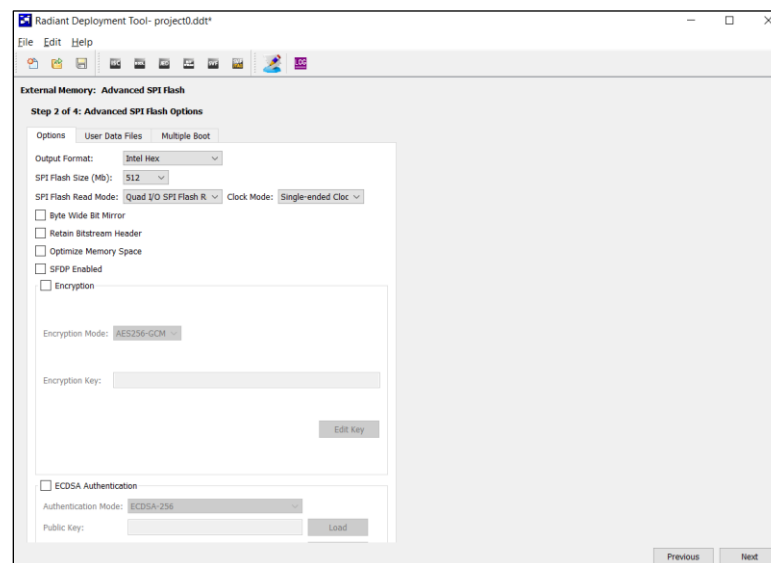 Radiant Deployment Tool- project0.ddt*
File Edit Help
LOG
External Memory: Advanced SPI Flash
Step 2 of 4: Advanced SPI Flash Options
Options User Data Files Multiple Boot
Output Format: Intel Hex
SPI Flash Size (Mb): 512
SPI Flash Read Mode: Quad I/O SPI Flash R Clock Mode: Single-ended Cloc
Byte Wide Bit Mirror
Retain Bitstream Header
Optimize Memory Space
SFDP Enabled
Encryption
Encryption Mode: AES256-GCM
Encryption Key:
Edit Key
ECDSA Authentication
Authentication Mode: ECDSA-256
Public Key: Load
Previous Next